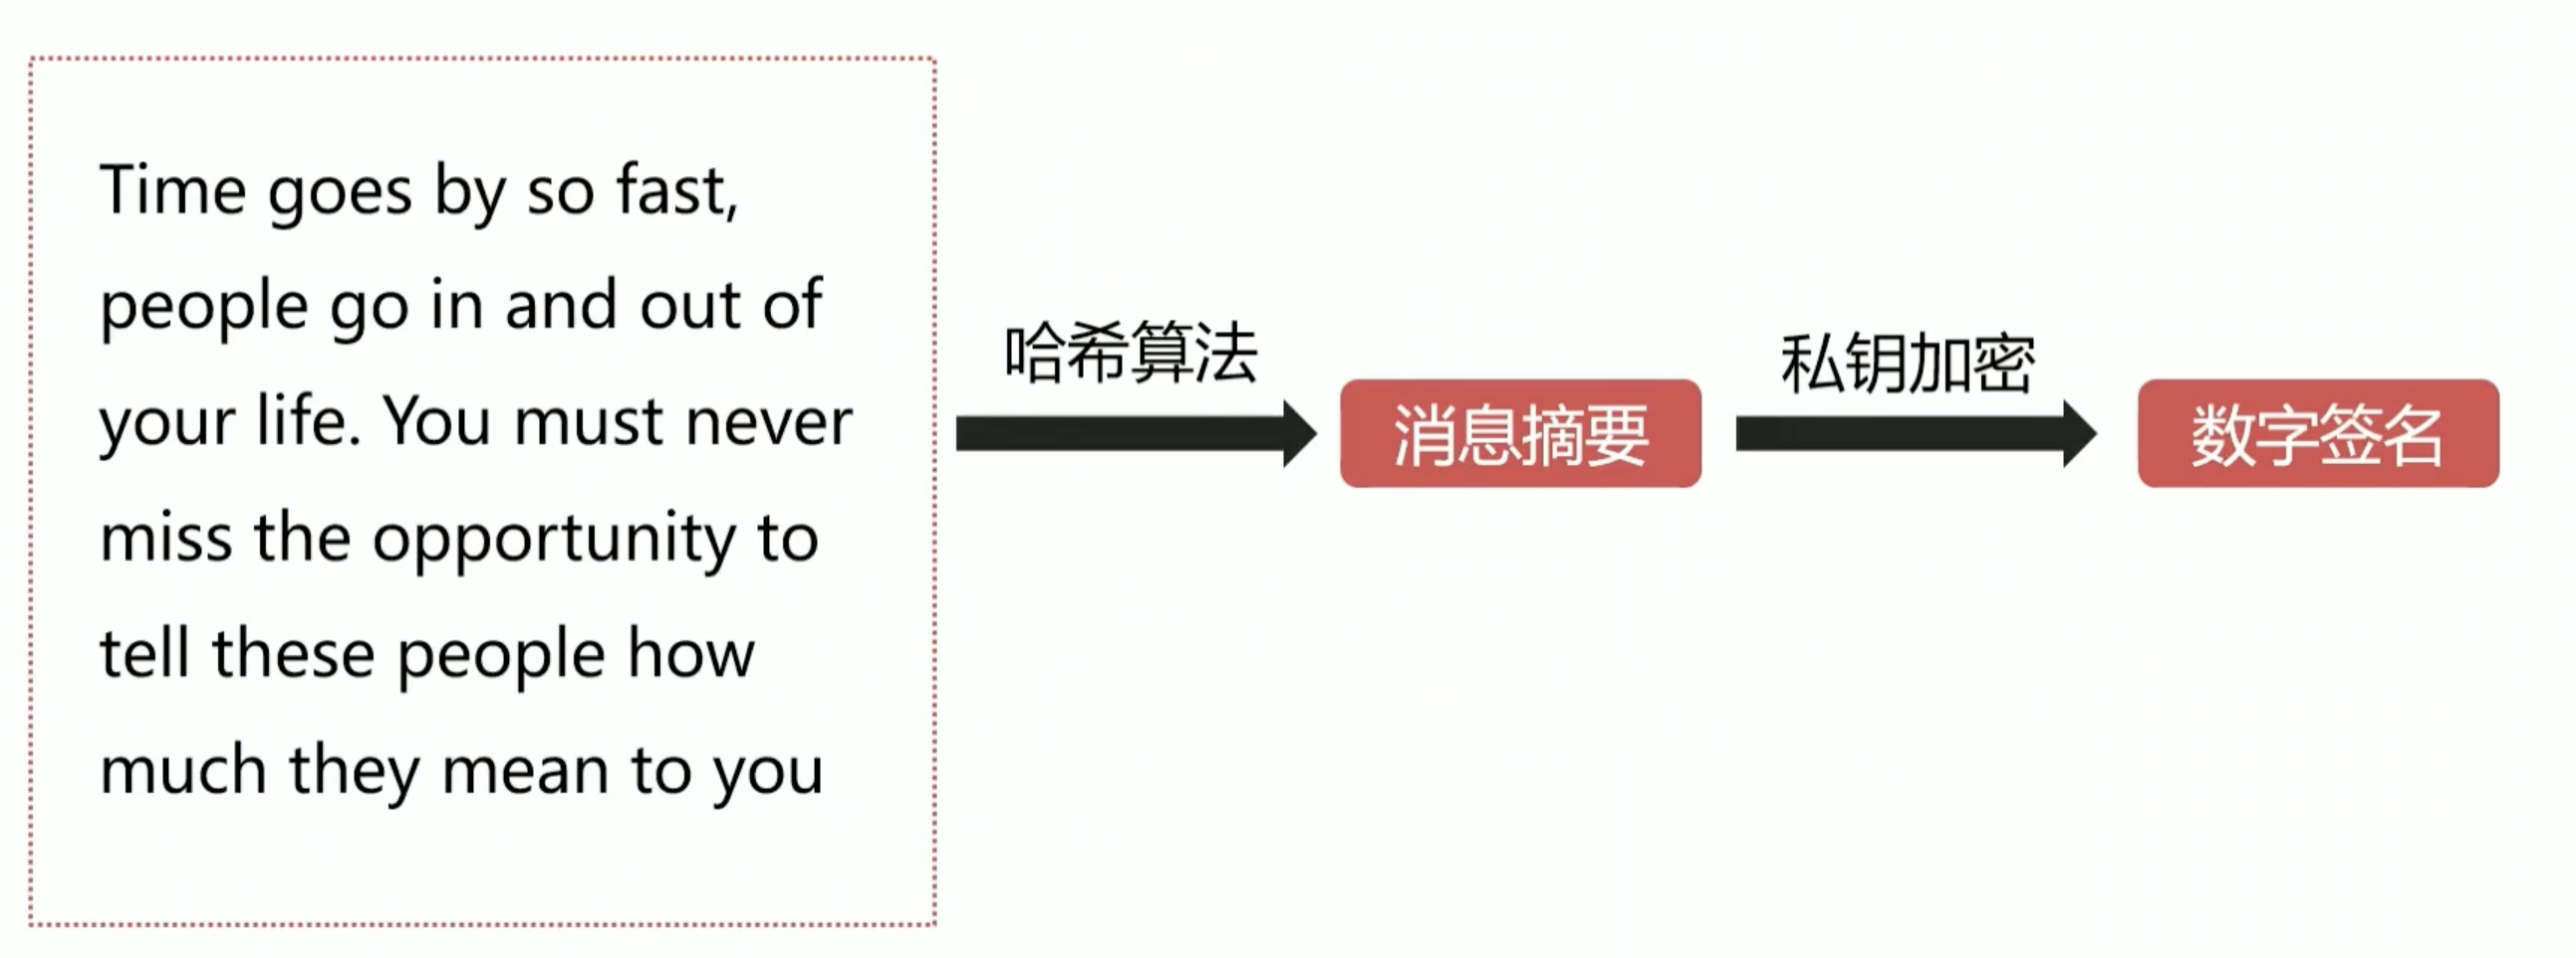 Time goes by so fast,
people go in and out of
your life. You must never
miss the opportunity to
tell these people how
much they mean to you
哈希算法
消息摘要
私钥加密
数字签名